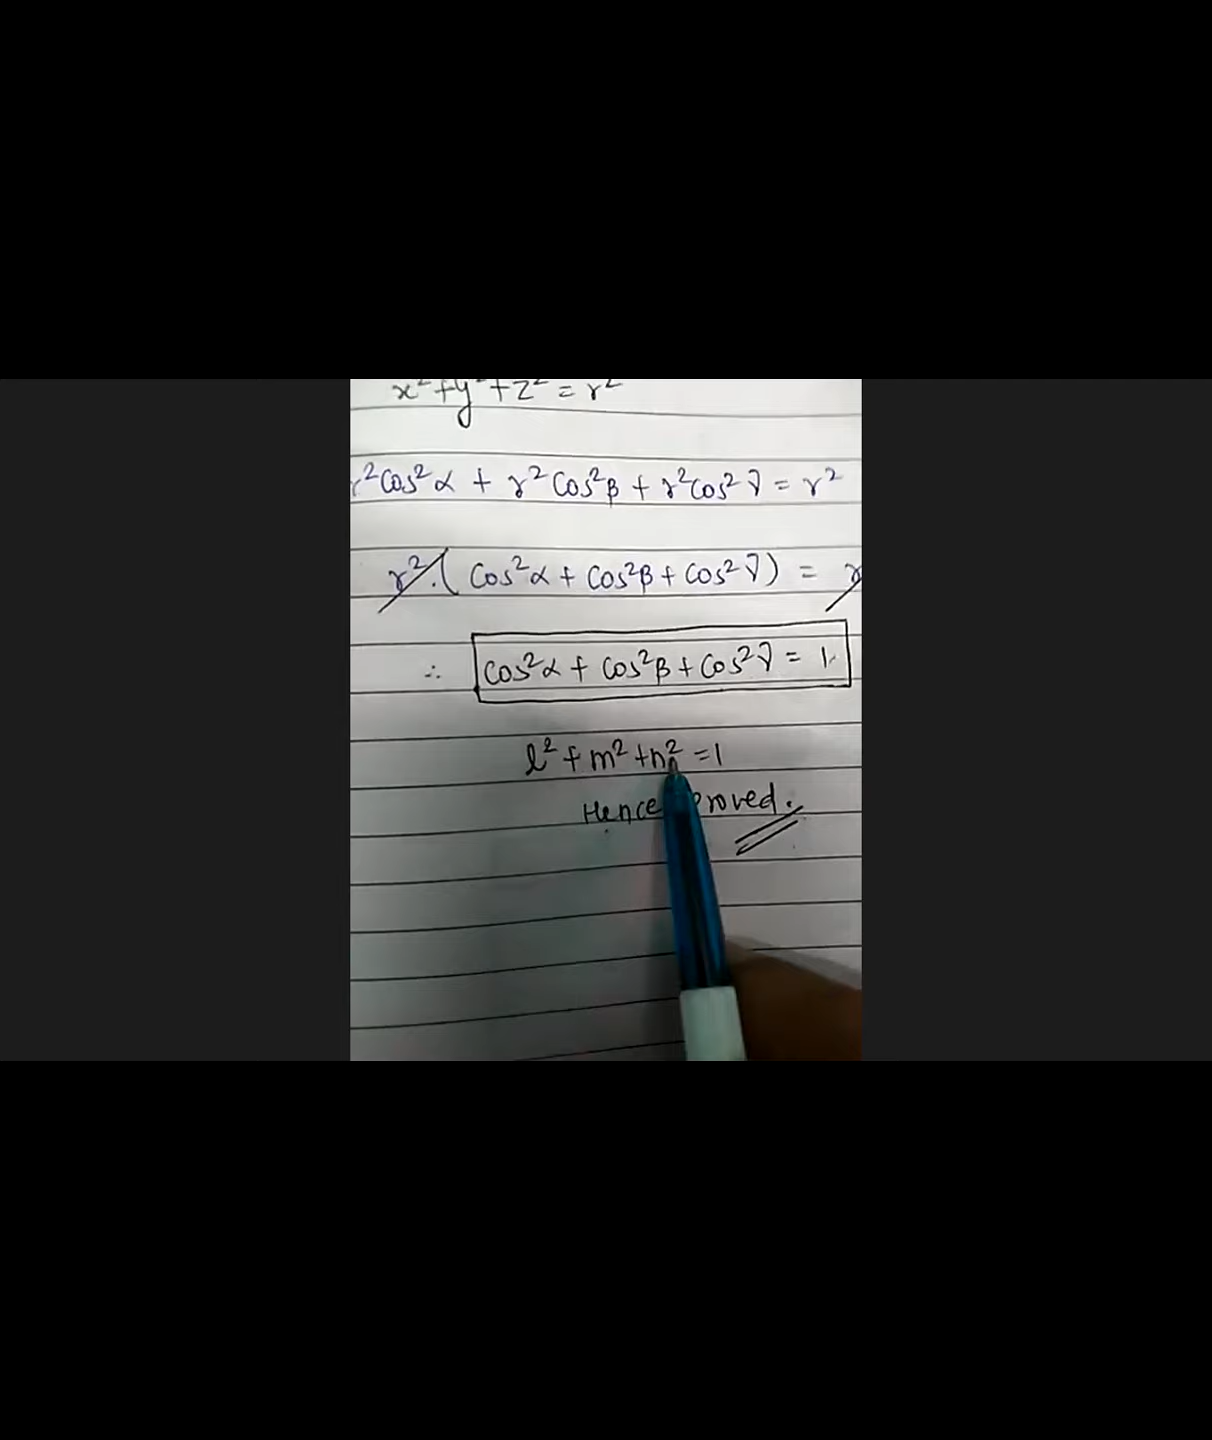 x²+y²+z² = r²
r²cos²α + r²cos²β + r²cos²γ = r²
r².(cos²α + cos²β + cos²γ) = r
∴ cos²α + cos²β + cos²γ = 1.
l² + m² + n² = 1
Hence proved.